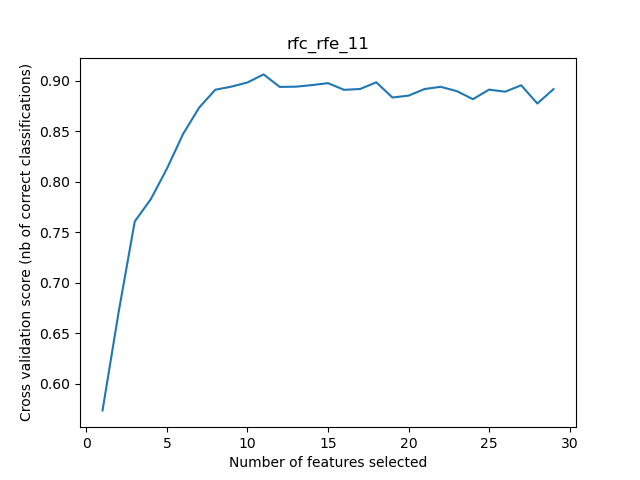 rfc_rfe_11
Cross validation score (nb of correct classifications)
0.90
0.85
0.80
0.75
0.70
0.65
0.60
0 5 10 15 20 25 30
Number of features selected